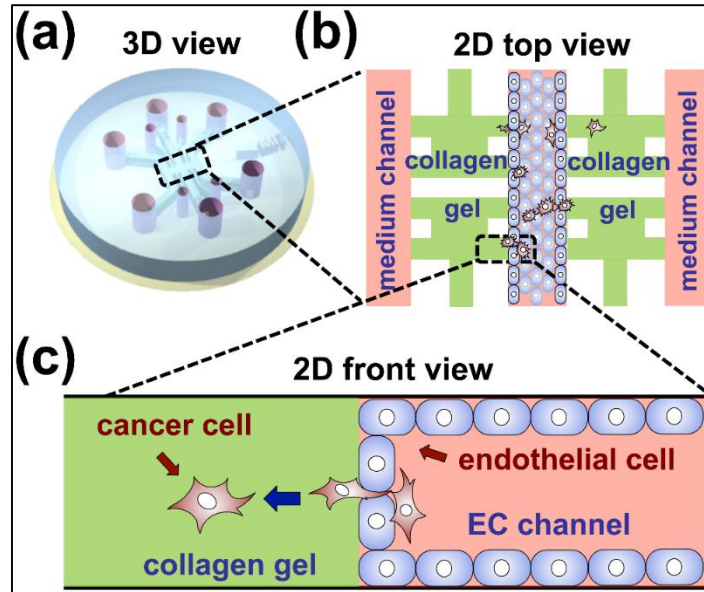 (a)
3D view
(b)
2D top view
medium channel
collagen
gel
collagen
gel
medium channel
(c)
2D front view
cancer cell
endothelial cell
EC channel
collagen gel